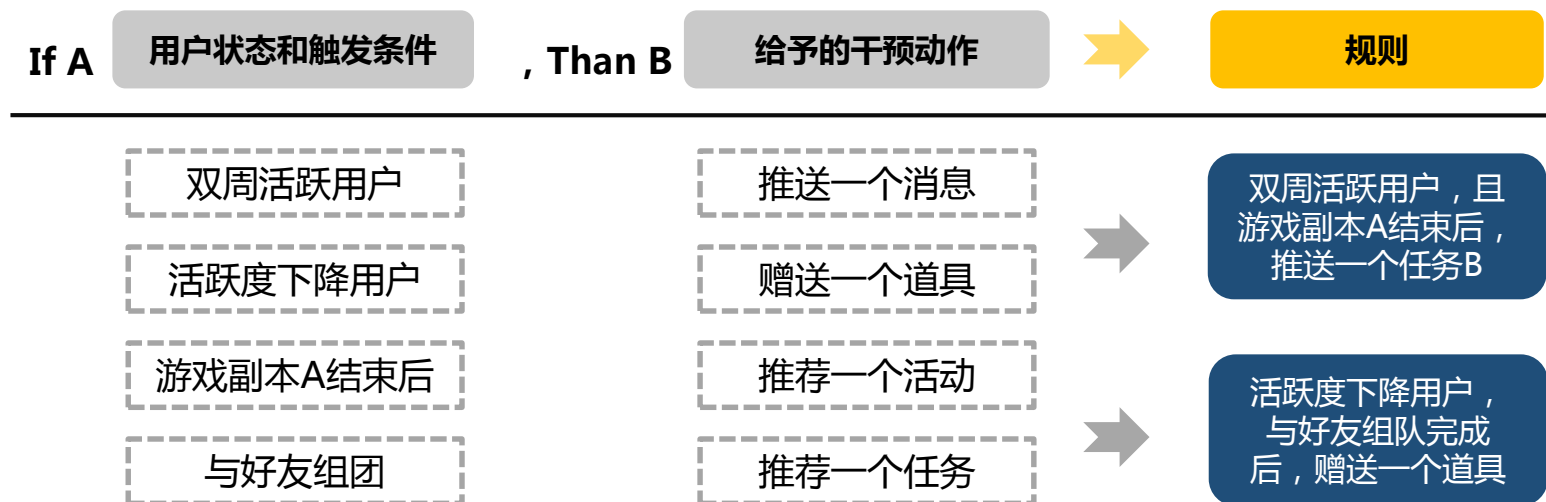 If A 用户状态和触发条件 , Than B 给予的干预动作 规则
双周活跃用户
推送一个消息
活跃度下降用户
赠送一个道具
双周活跃用户，且
游戏副本A结束后，
推送一个任务B
游戏副本A结束后
推荐一个活动
与好友组团
推荐一个任务
活跃度下降用户，
与好友组队完成
后，赠送一个道具